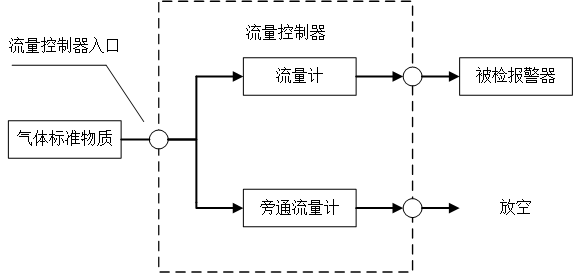 流量控制器入口
流量控制器
流量计
被检报警器
气体标准物质
旁通流量计
放空